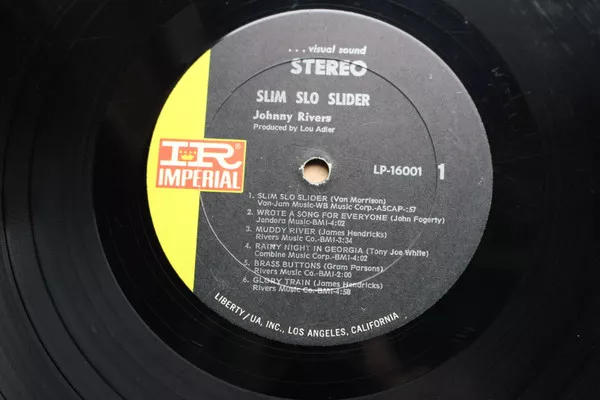 ... visual sound
STEREO
SLIM SLO SLIDER
Johnny Rivers
Produced by Lou Adler
IR
IMPERIAL
LP-16001 1
1. SLIM SLO SLIDER (Van Morrison)
Van-Jam Music-WB Music Corp.-ASCAP-:57
2. WROTE A SONG FOR EVERYONE (John Fogerty)
Jondora Music-BMI-4:02
3. MUDDY RIVER (James Hendricks)
Rivers Music Co.-BMI-3:34
4. RAINY NIGHT IN GEORGIA (Tony Joe White)
Combine Music Corp.-BMI-4:02
5. BRASS BUTTONS (Gram Parsons)
Rivers Music Co.-BMI-2:00
6. GLORY TRAIN (James Hendricks)
Rivers Music Co.-BMI-4:58
LIBERTY/UA, INC., LOS ANGELES, CALIFORNIA